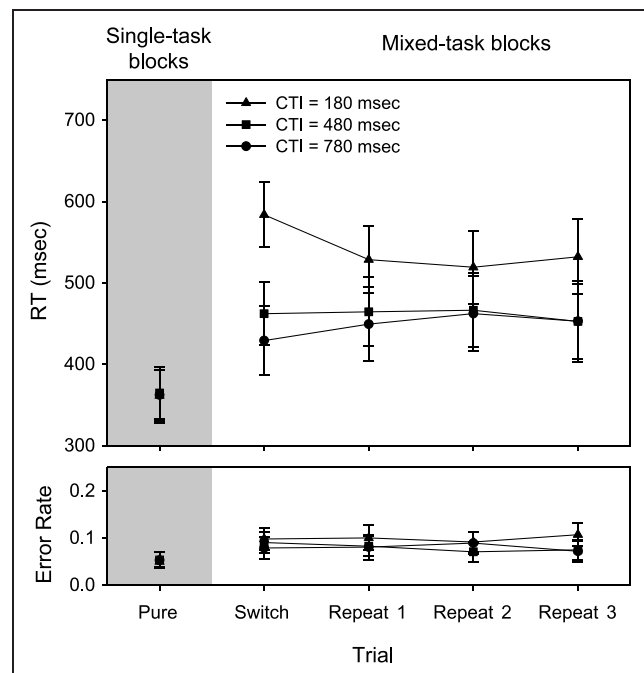 Single-task
blocks
Mixed-task blocks
CTI = 180 msec
CTI = 480 msec
CTI = 780 msec
RT (msec)
700
600
500
400
300
Error Rate
0.2
0.1
0.0
Pure Switch Repeat 1 Repeat 2 Repeat 3
Trial